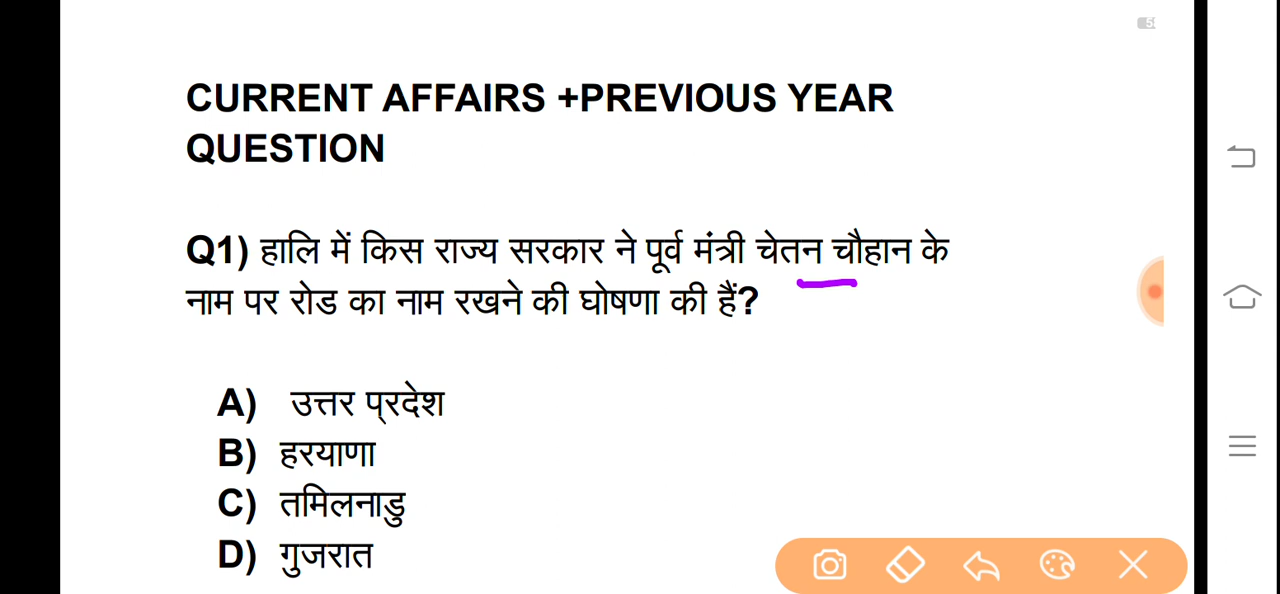 CURRENT AFFAIRS +PREVIOUS YEAR
QUESTION
Q1) हालि में किस राज्य सरकार ने पूर्व मंत्री चेतन चौहान के
नाम पर रोड का नाम रखने की घोषणा की हैं?
A) उत्तर प्रदेश
B) हरयाणा
C) तमिलनाडु
D) गुजरात